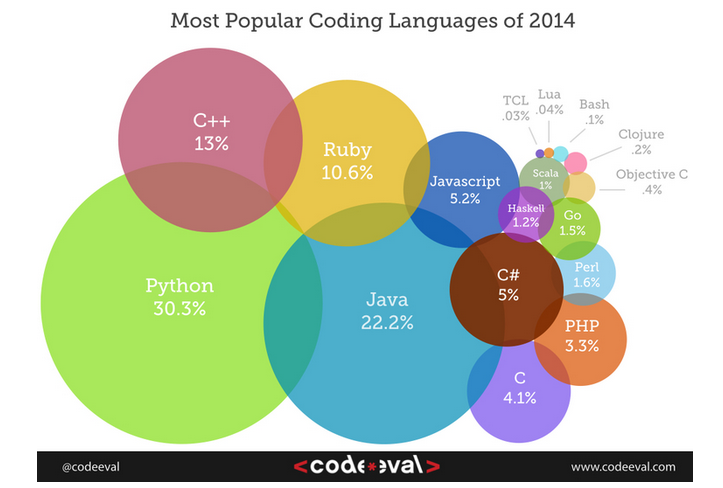 Most Popular Coding Languages of 2014
C++
13%
Ruby
10.6%
Javascript
5.2%
TCL
.03%
Lua
.04%
Bash
.1%
Clojure
.2%
Objective C
.4%
Scala
1%
Haskell
1.2%
Go
1.5%
Python
30.3%
Java
22.2%
C#
5%
Perl
1.6%
PHP
3.3%
C
4.1%
@codeeval
<code*eval>
www.codeeval.com